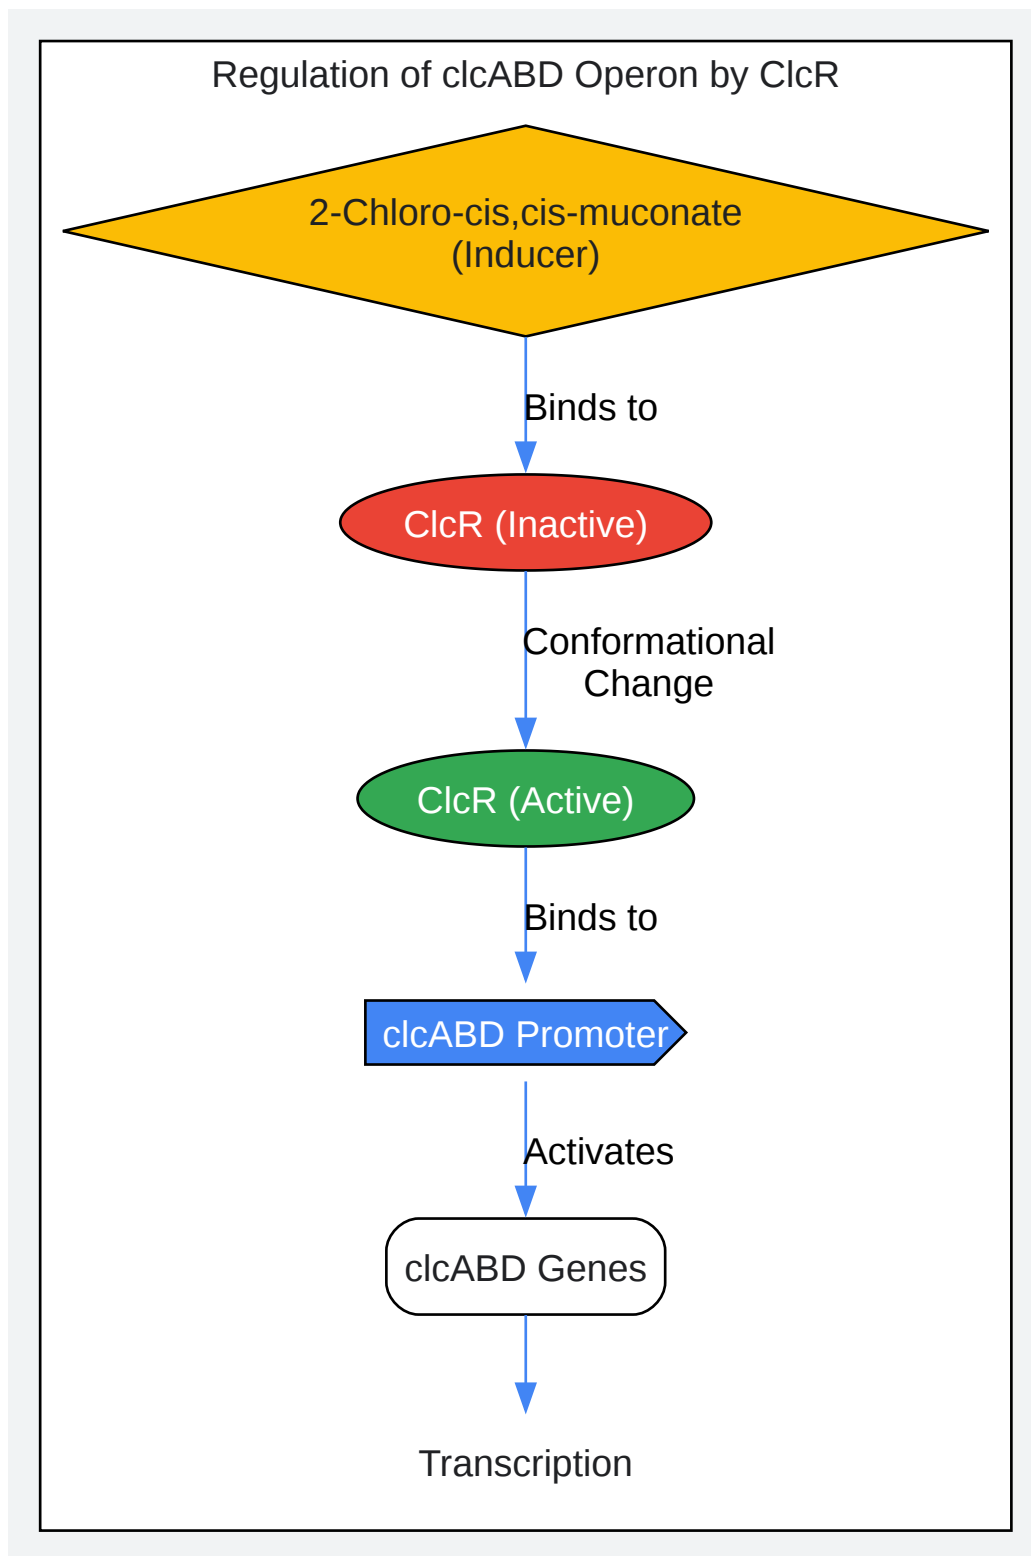 Regulation of clcABD Operon by ClcR
2-Chloro-cis,cis-muconate
(Inducer)
Binds to
ClcR (Inactive)
Conformational
Change
ClcR (Active)
Binds to
clcABD Promoter
Activates
clcABD Genes
Transcription